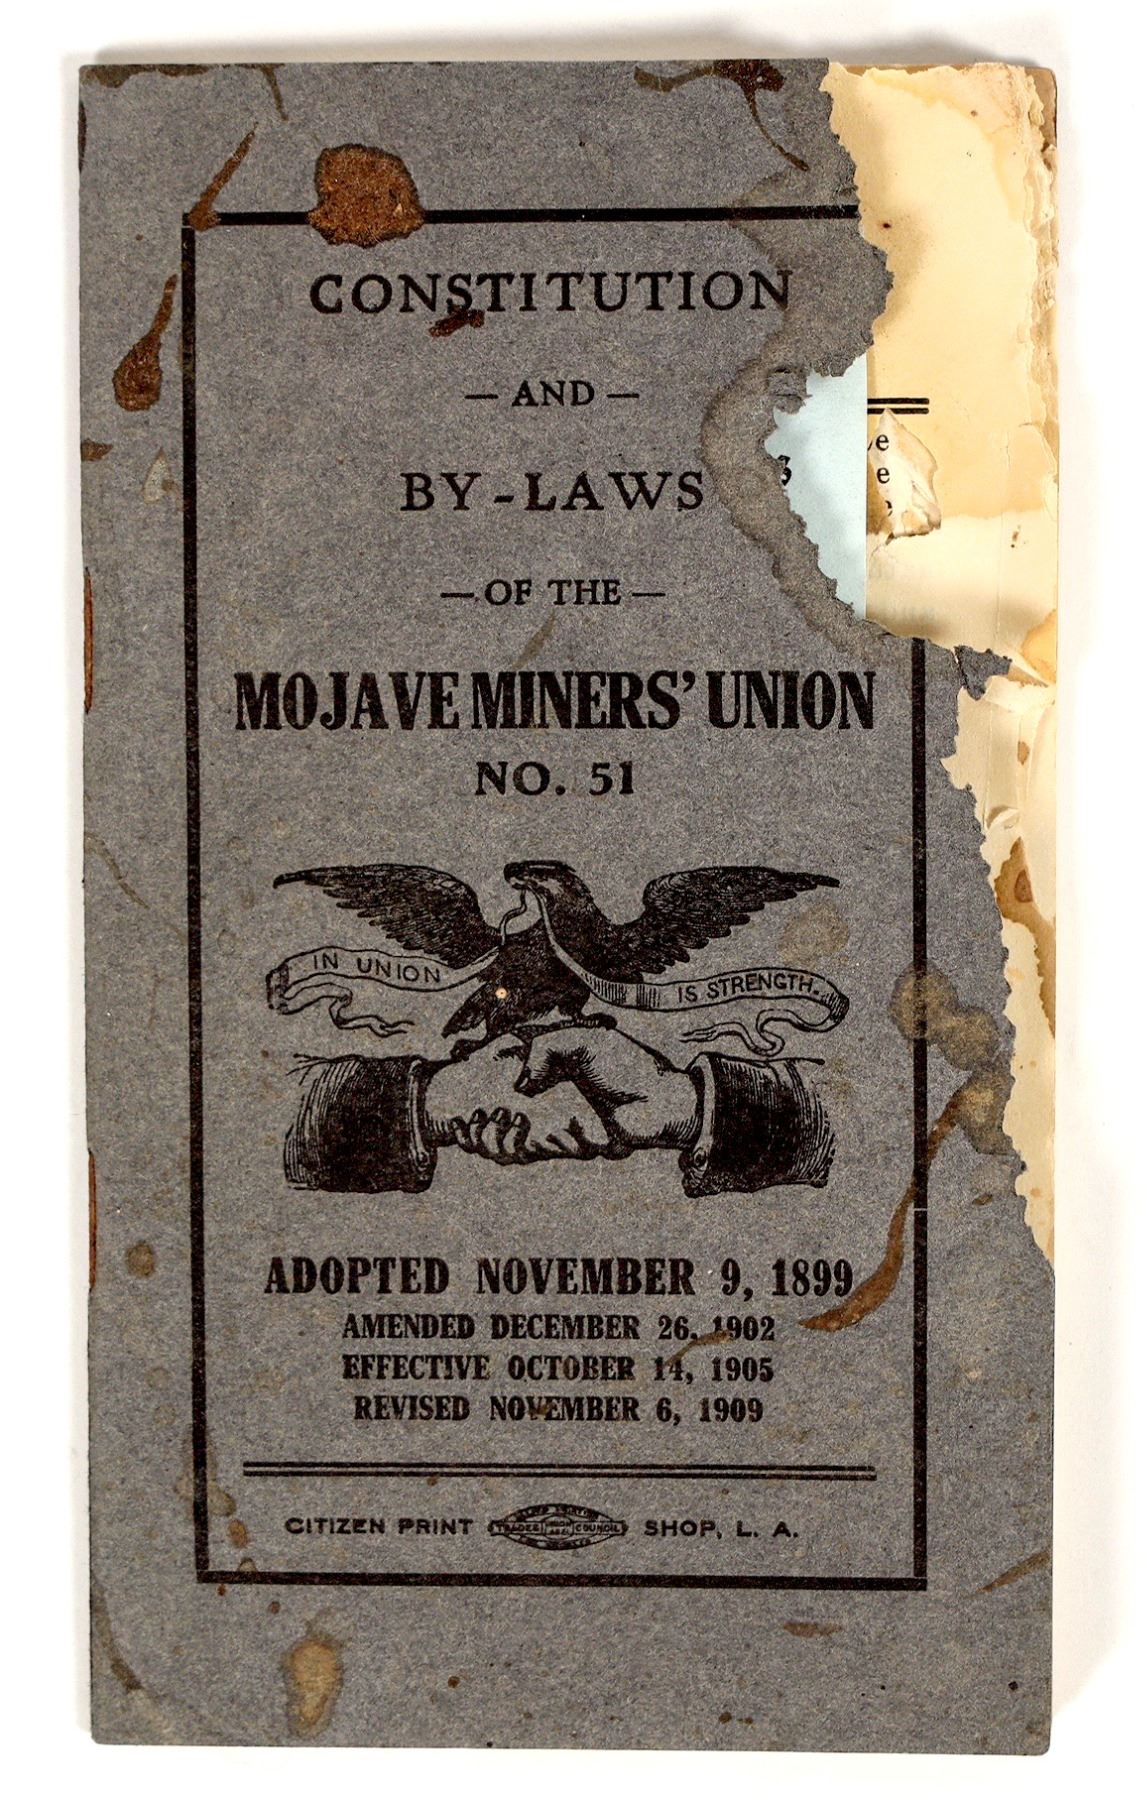 CONSTITUTION
— AND —
BY-LAWS
— OF THE —
MOJAVE MINERS' UNION
NO. 51
IN UNION IS STRENGTH.
ADOPTED NOVEMBER 9, 1899
AMENDED DECEMBER 26, 1902
EFFECTIVE OCTOBER 14, 1905
REVISED NOVEMBER 6, 1909
CITIZEN PRINT TRADES UNION COUNCIL SHOP, L. A.